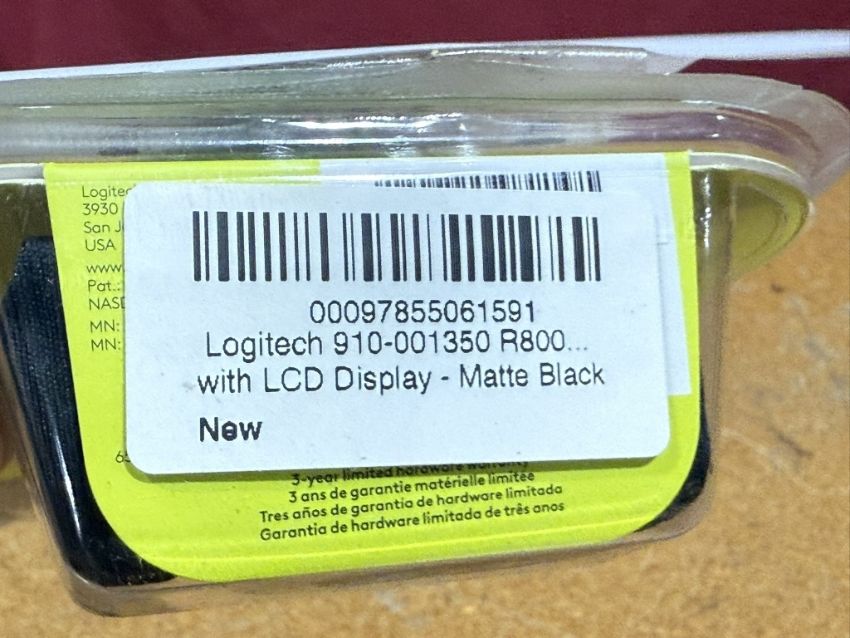 Logitec
3930
San J
USA
www.
Pat.:
NASD
MN:
MN:
00097855061591
Logitech 910-001350 R800...
with LCD Display - Matte Black
New
3-year limited hardware warranty
3 ans de garantie matérielle limitée
Tres años de garantía de hardware limitada
Garantia de hardware limitada de três anos